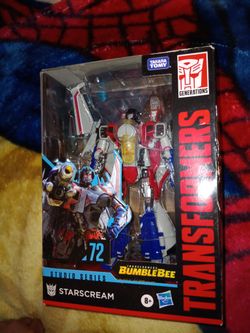 TAKARA
TOMY
GENERATIONS
TRANSFORMERS
72
STUDIO SERIES
TRANSFORMERS
BUMBLEBEE
STARSCREAM
8+
Hasbro